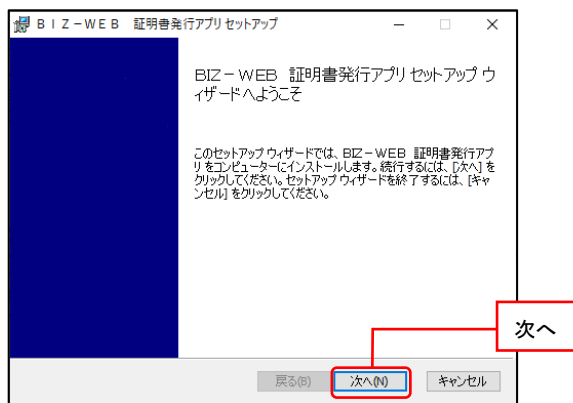 ＢＩＺ－ＷＥＢ　証明書発行アプリ セットアップ
BIZ－WEB　証明書発行アプリ セットアップ ウ
ィザードへようこそ
このセットアップ ウィザードでは、BIZ－WEB　証明書発行アプ
リをコンピューターにインストールします。続行するには、[次へ] を
クリックしてください。セットアップ ウィザードを終了するには、[キャ
ンセル] をクリックしてください。
次へ
戻る(B)
次へ(N)
キャンセル